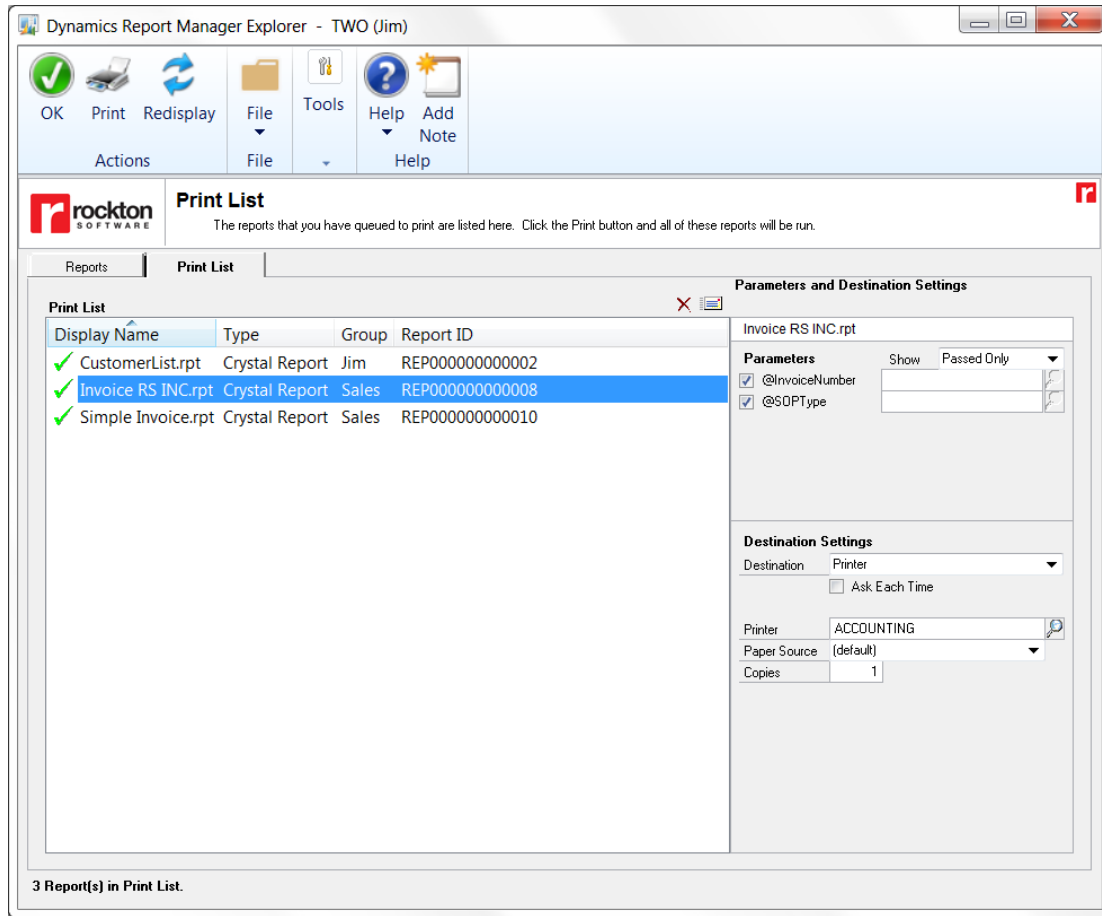 Dynamics Report Manager Explorer - TWO (Jim)
OK Print Redisplay File Tools Help Add Note
Actions File Help
rockton
SOFTWARE
Print List
The reports that you have queued to print are listed here. Click the Print button and all of these reports will be run.
r
Reports Print List
Print List
Display Name Type Group Report ID
CustomerList.rpt Crystal Report Jim REP000000000002
Invoice RS INC.rpt Crystal Report Sales REP000000000008
Simple Invoice.rpt Crystal Report Sales REP000000000010
Parameters and Destination Settings
Invoice RS INC.rpt
Parameters Show Passed Only
@InvoiceNumber
@SOPType
Destination Settings
Destination Printer
Ask Each Time
Printer ACCOUNTING
Paper Source (default)
Copies 1
3 Report(s) in Print List.